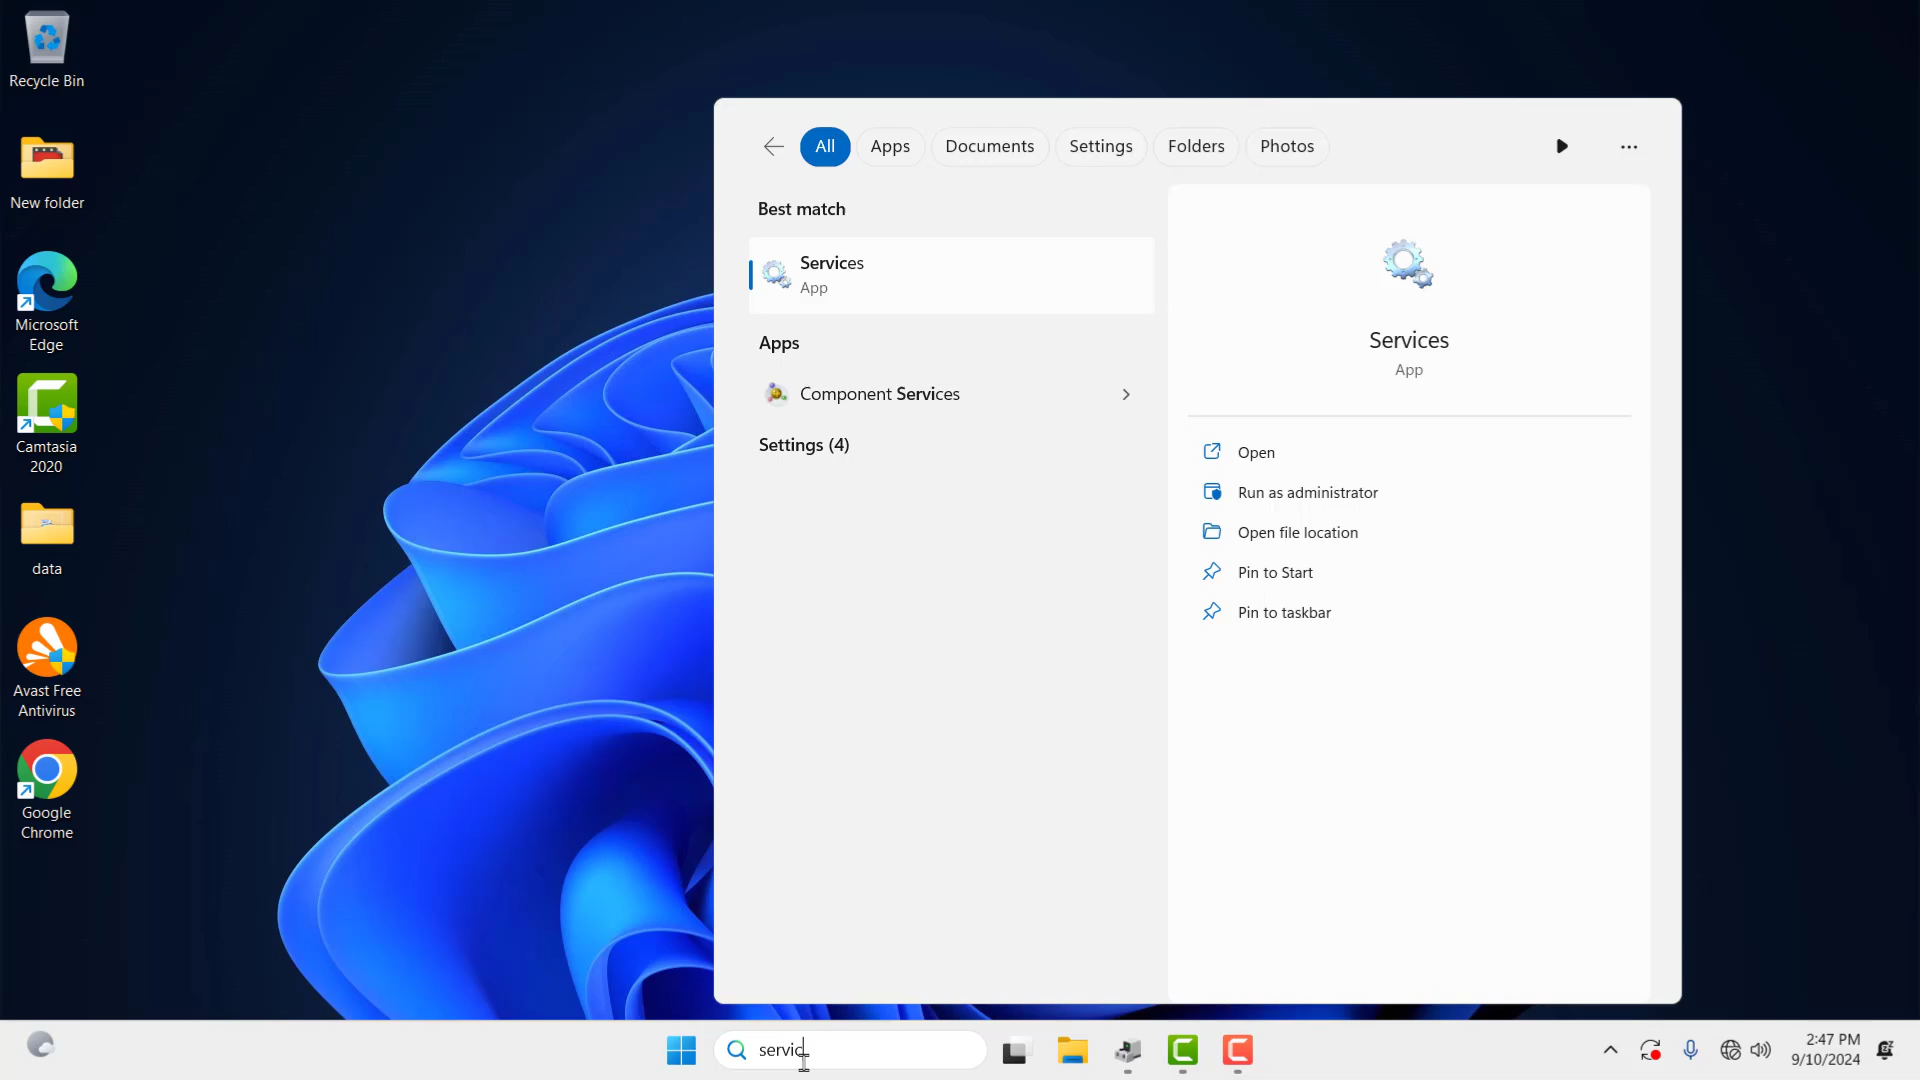 Recycle Bin
New folder
Microsoft
Edge
Camtasia
2020
data
Avast Free
Antivirus
Google
Chrome
All
Apps
Documents
Settings
Folders
Photos
Best match
Services
App
Apps
Component Services
Settings (4)
Services
App
Open
Run as administrator
Open file location
Pin to Start
Pin to taskbar
servic
2:47 PM
9/10/2024